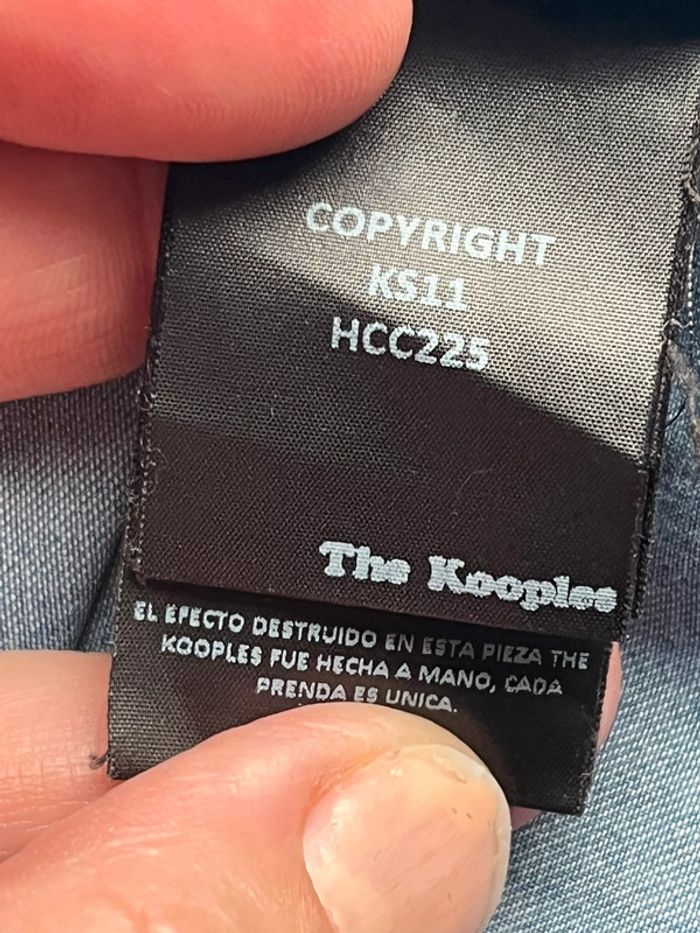 COPYRIGHT
KS11
HCC225
The Kooples
EL EFECTO DESTRUIDO EN ESTA PIEZA THE
KOOPLES FUE HECHA A MANO, CADA
PRENDA ES UNICA.